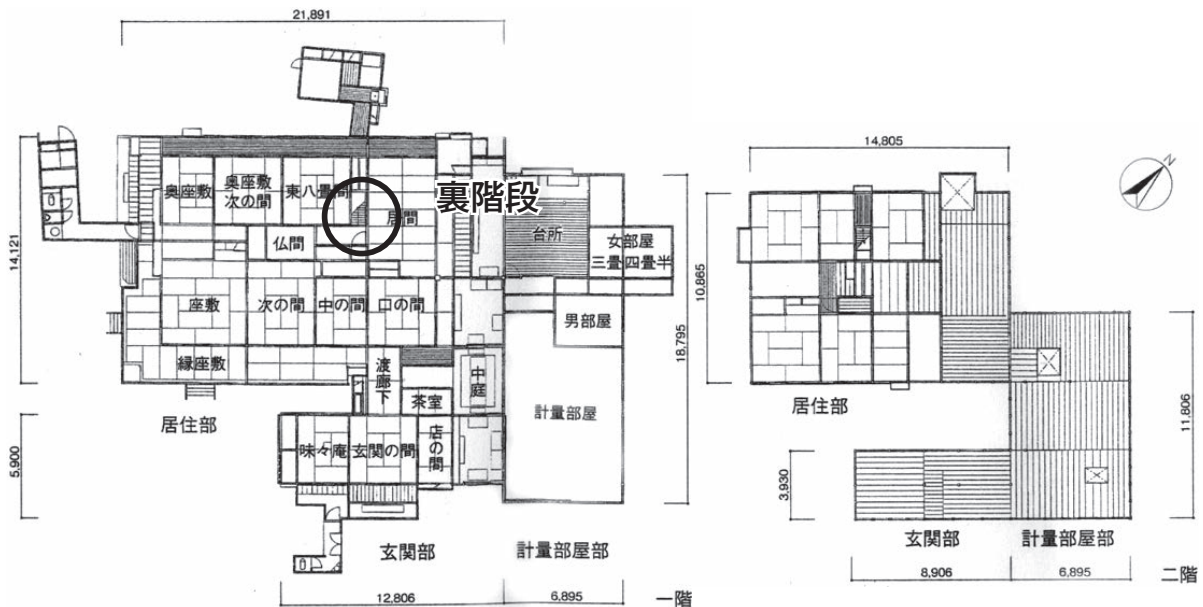 21,891
14,121
5,900
奥座敷
奥座敷
次の間
東八畳間
居間
裏階段
仏間
台所
女部屋
三畳・四畳半
座敷
次の間
中の間
口の間
男部屋
縁座敷
渡廊下
中庭
茶室
計量部屋
居住部
味々庵
玄関の間
店の間
18,795
玄関部
計量部屋部
12,806
6,895
一階
14,805
N
10,865
居住部
11,806
3,930
玄関部
計量部屋部
8,906
6,895
二階